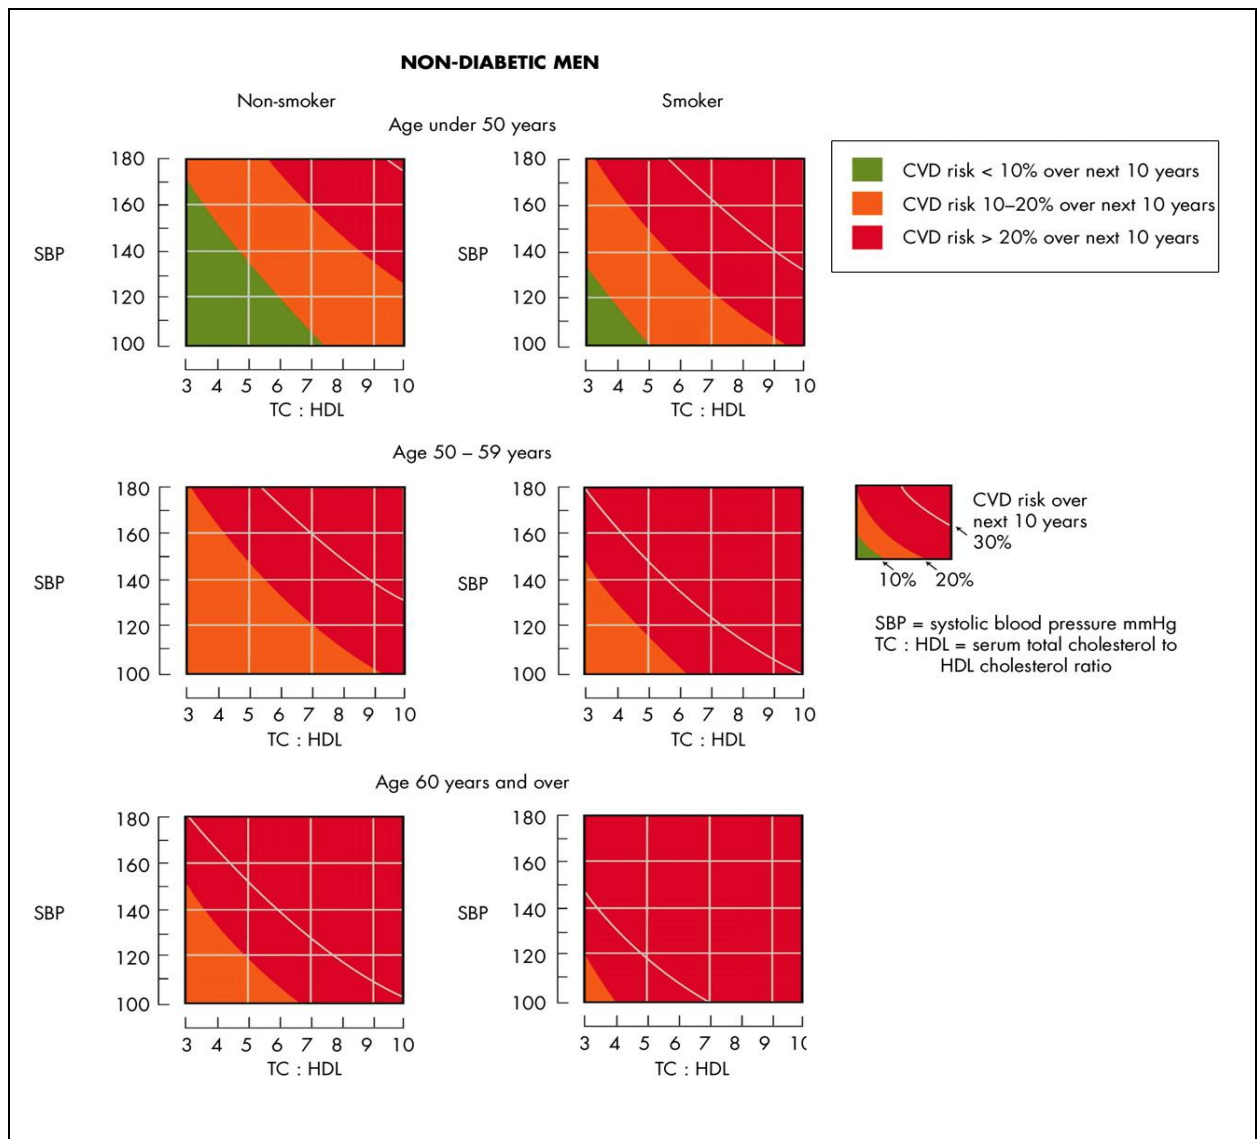 NON-DIABETIC MEN
Non-smoker
Smoker
Age under 50 years
180
160
SBP
140
120
100
3 4 5 6 7 8 9 10
TC : HDL
180
160
SBP
140
120
100
3 4 5 6 7 8 9 10
TC : HDL
CVD risk < 10% over next 10 years
CVD risk 10–20% over next 10 years
CVD risk > 20% over next 10 years
Age 50 – 59 years
180
160
SBP
140
120
100
3 4 5 6 7 8 9 10
TC : HDL
180
160
SBP
140
120
100
3 4 5 6 7 8 9 10
TC : HDL
CVD risk over
next 10 years
30%
10% 20%
SBP = systolic blood pressure mmHg
TC : HDL = serum total cholesterol to
HDL cholesterol ratio
Age 60 years and over
180
160
SBP
140
120
100
3 4 5 6 7 8 9 10
TC : HDL
180
160
SBP
140
120
100
3 4 5 6 7 8 9 1
TC : HDL